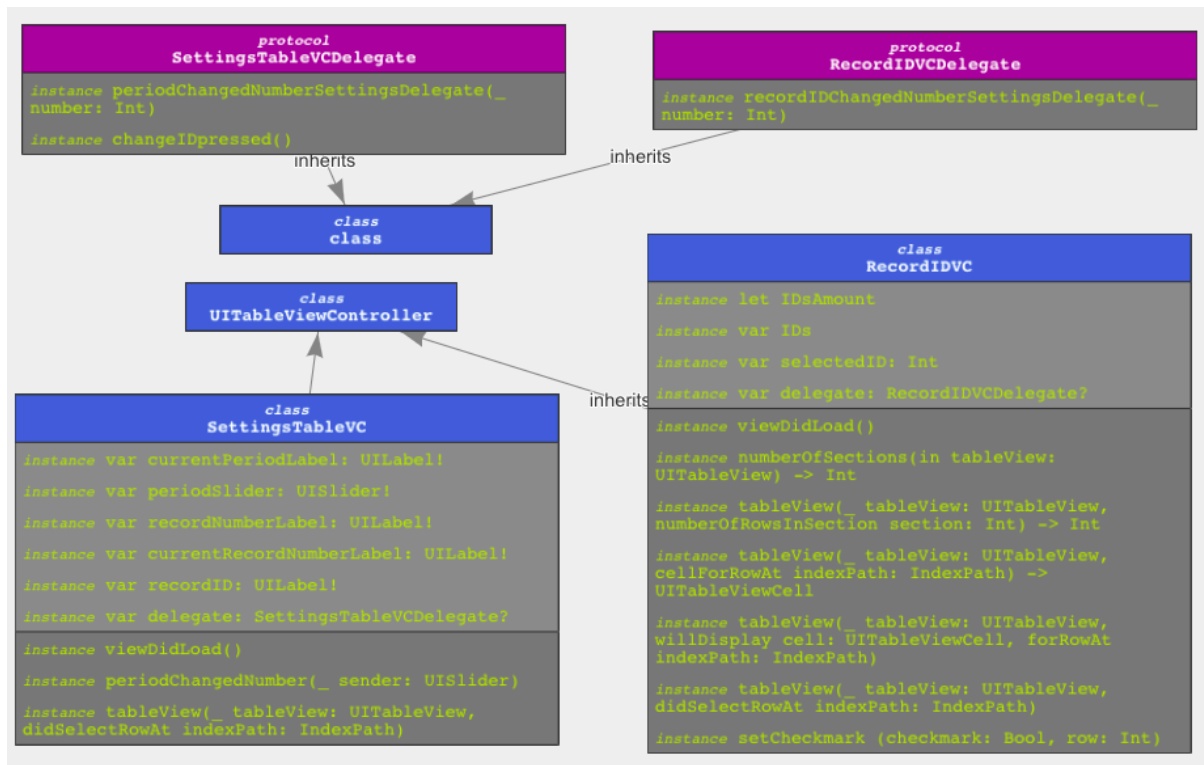 protocol
SettingsTableVCDelegate
instance periodChangedNumberSettingsDelegate(_
number: Int)
instance changeIDpressed()
protocol
RecordIDVCDelegate
instance recordIDChangedNumberSettingsDelegate(_
number: Int)
inherits
inherits
class
class
class
UITableViewController
inherits
class
SettingsTableVC
instance var currentPeriodLabel: UILabel!
instance var periodSlider: UISlider!
instance var recordNumberLabel: UILabel!
instance var currentRecordNumberLabel: UILabel!
instance var recordID: UILabel!
instance var delegate: SettingsTableVCDelegate?
instance viewDidLoad()
instance periodChangedNumber(_ sender: UISlider)
instance tableView(_ tableView: UITableView,
didSelectRowAt indexPath: IndexPath)
class
RecordIDVC
instance let IDsAmount
instance var IDs
instance var selectedID: Int
instance var delegate: RecordIDVCDelegate?
instance viewDidLoad()
instance numberOfSections(in tableView:
UITableView) -> Int
instance tableView(_ tableView: UITableView,
numberOfRowsInSection section: Int) -> Int
instance tableView(_ tableView: UITableView,
cellForRowAt indexPath: IndexPath) ->
UITableViewCell
instance tableView(_ tableView: UITableView,
willDisplay cell: UITableViewCell, forRowAt
indexPath: IndexPath)
instance tableView(_ tableView: UITableView,
didSelectRowAt indexPath: IndexPath)
instance setCheckmark (checkmark: Bool, row: Int)